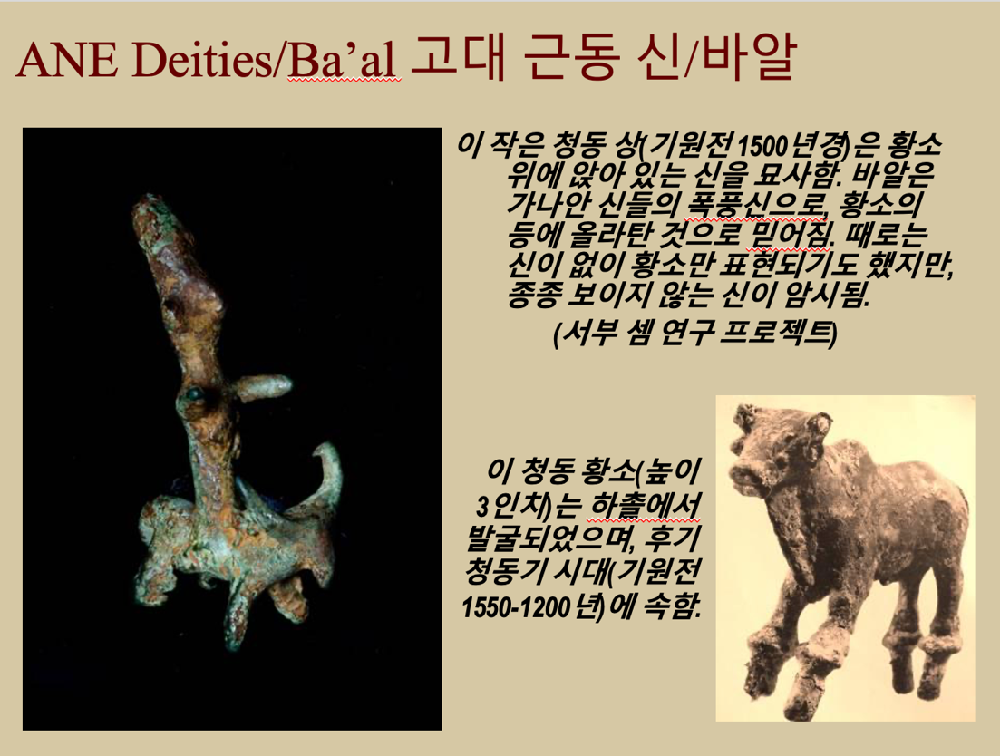 ANE Deities/Ba’al 고대 근동 신/바알
이 작은 청동 상(기원전 1500년경)은 황소
위에 앉아 있는 신을 묘사함. 바알은
가나안 신들의 폭풍신으로, 황소의
등에 올라탄 것으로 믿어짐. 때로는
신이 없이 황소만 표현되기도 했지만,
종종 보이지 않는 신이 암시됨.
(서부 셈 연구 프로젝트)
이 청동 황소(높이
3인치)는 하촐에서
발굴되었으며, 후기
청동기 시대(기원전
1550-1200년)에 속함.